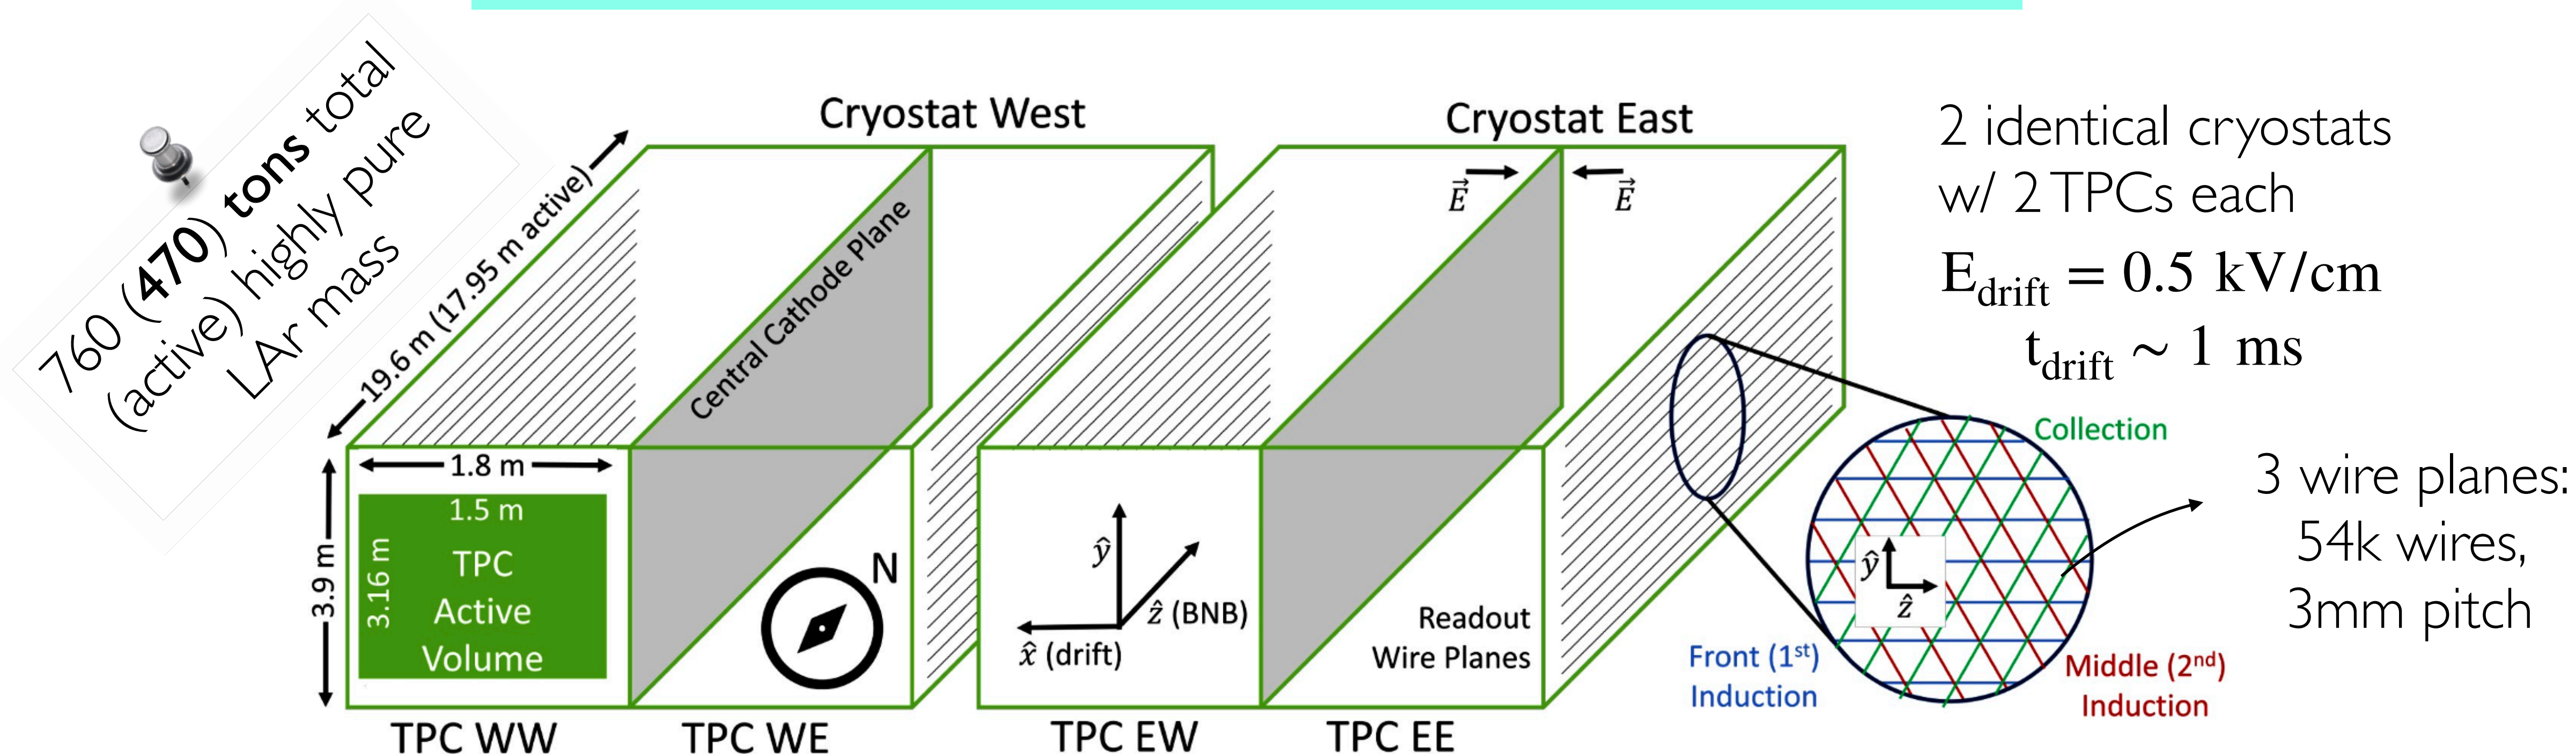 760 (470) tons total
(active) highly pure
LAr mass
Cryostat West
Cryostat East
19.6 m (17.95 m active)
Central Cathode Plane
E⃗
E⃗
1.8 m
1.5 m
3.16 m
TPC
Active
Volume
3.9 m
N
ŷ
ẑ (BNB)
x̂ (drift)
Readout
Wire Planes
TPC WW
TPC WE
TPC EW
TPC EE
2 identical cryostats
w/ 2 TPCs each
E_drift = 0.5 kV/cm
t_drift ~ 1 ms
Collection
ŷ
ẑ
Front (1st)
Induction
Middle (2nd)
Induction
3 wire planes:
54k wires,
3mm pitch